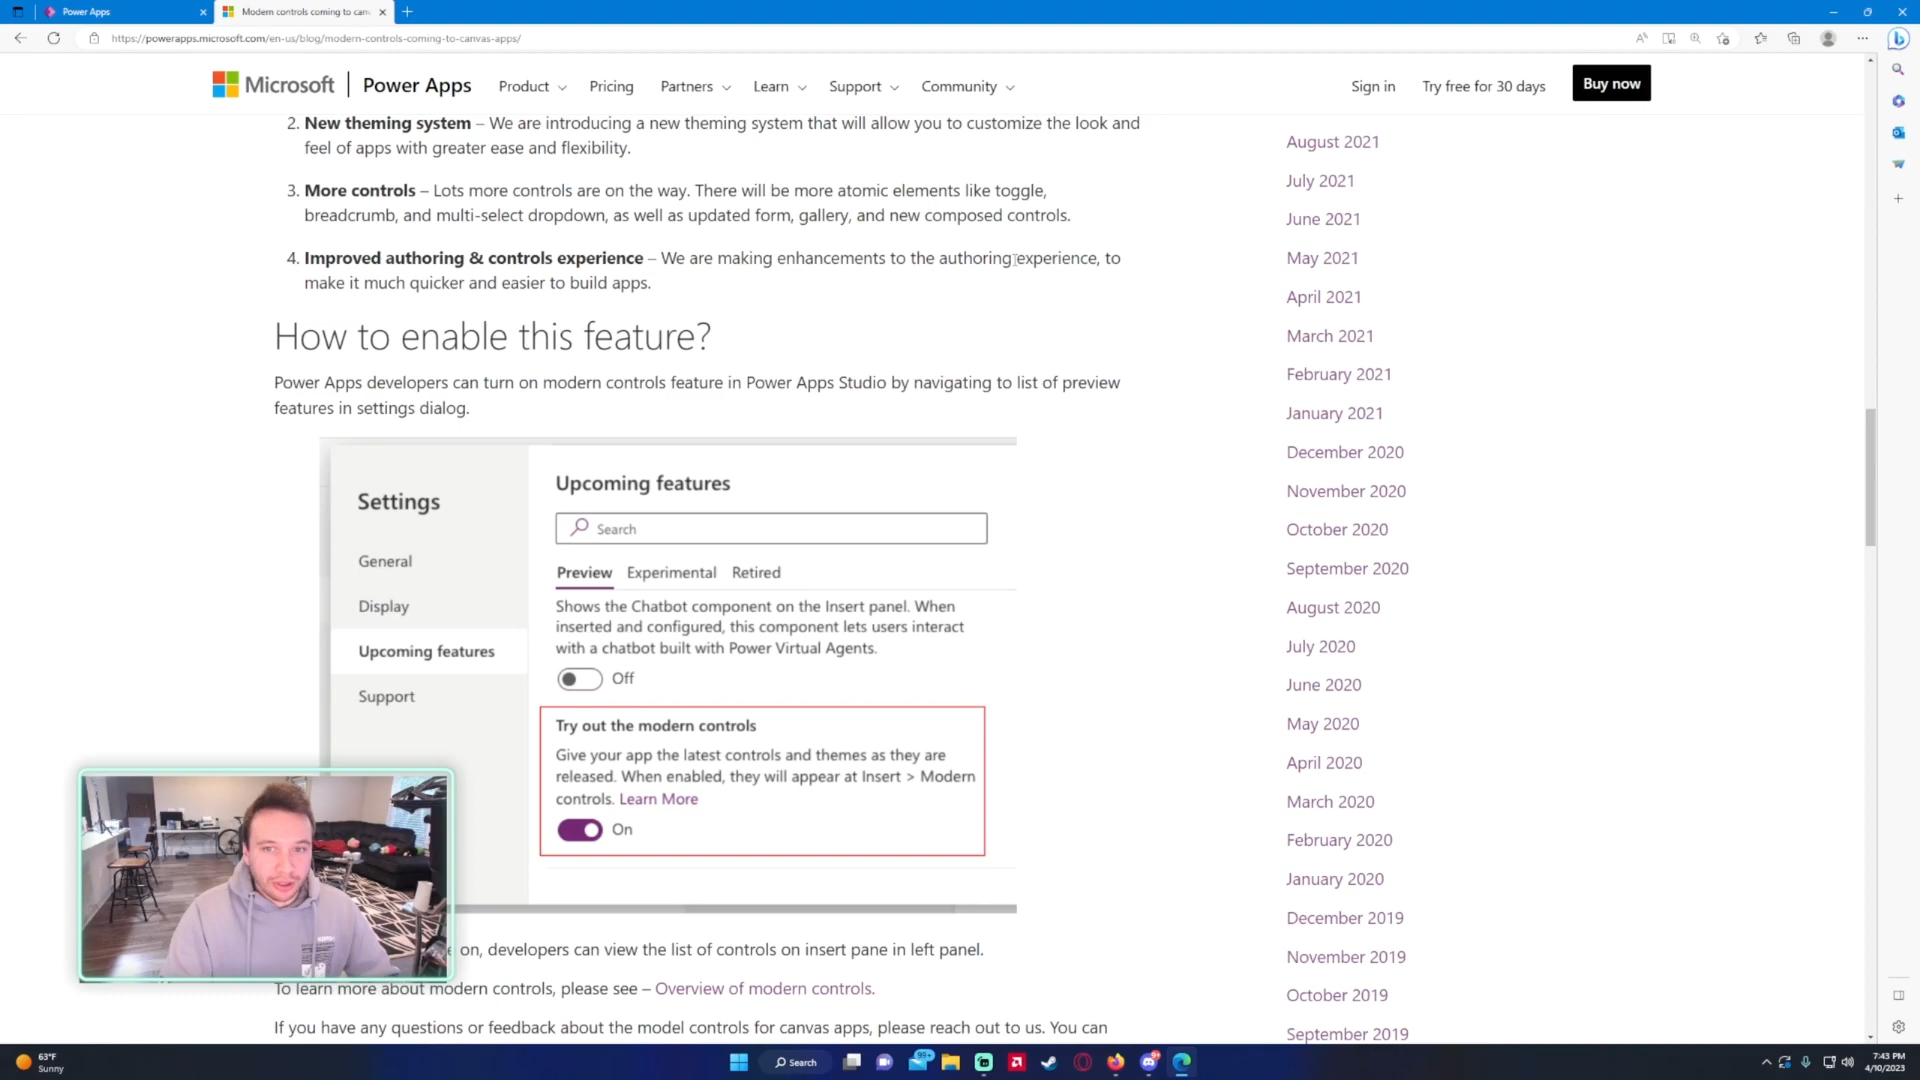 Power Apps
Modern controls coming to can
https://powerapps.microsoft.com/en-us/blog/modern-controls-coming-to-canvas-apps/
Microsoft | Power Apps
Product
Pricing
Partners
Learn
Support
Community
Sign in
Try free for 30 days
Buy now
2. New theming system – We are introducing a new theming system that will allow you to customize the look and
feel of apps with greater ease and flexibility.
3. More controls – Lots more controls are on the way. There will be more atomic elements like toggle,
breadcrumb, and multi-select dropdown, as well as updated form, gallery, and new composed controls.
4. Improved authoring & controls experience – We are making enhancements to the authoring experience, to
make it much quicker and easier to build apps.
How to enable this feature?
Power Apps developers can turn on modern controls feature in Power Apps Studio by navigating to list of preview
features in settings dialog.
Settings
General
Display
Upcoming features
Support
Upcoming features
Search
Preview Experimental Retired
Shows the Chatbot component on the Insert panel. When
inserted and configured, this component lets users interact
with a chatbot built with Power Virtual Agents.
Off
Try out the modern controls
Give your app the latest controls and themes as they are
released. When enabled, they will appear at Insert > Modern
controls. Learn More
On
on, developers can view the list of controls on insert pane in left panel.
To learn more about modern controls, please see – Overview of modern controls.
If you have any questions or feedback about the model controls for canvas apps, please reach out to us. You can
August 2021
July 2021
June 2021
May 2021
April 2021
March 2021
February 2021
January 2021
December 2020
November 2020
October 2020
September 2020
August 2020
July 2020
June 2020
May 2020
April 2020
March 2020
February 2020
January 2020
December 2019
November 2019
October 2019
September 2019
63°F
Sunny
Search
99+
7:43 PM
4/10/2023